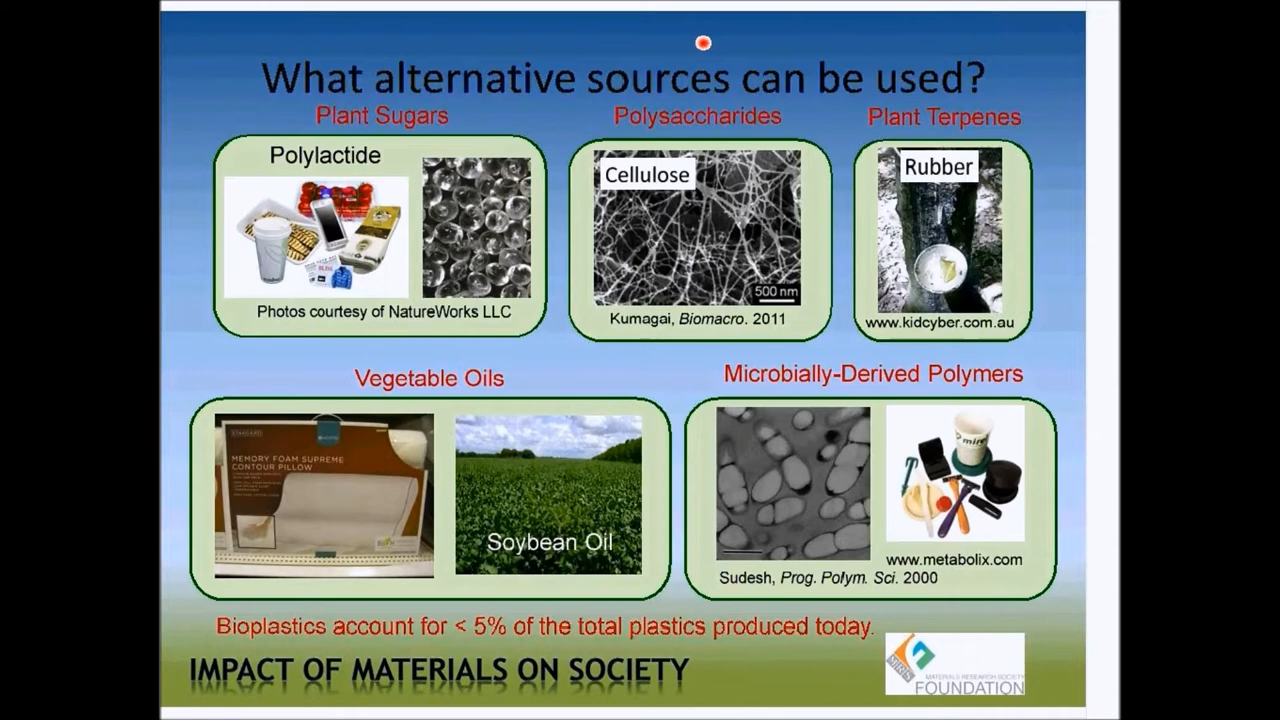 What alternative sources can be used?
Plant Sugars
Polylactide
Photos courtesy of NatureWorks LLC
Polysaccharides
Cellulose
500 nm
Kumagai, Biomacro. 2011
Plant Terpenes
Rubber
www.kidcyber.com.au
Vegetable Oils
STANDARD
MEMORY FOAM SUPREME
CONTOUR PILLOW
Soybean Oil
Microbially-Derived Polymers
mire
www.metabolix.com
Sudesh, Prog. Polym. Sci. 2000
Bioplastics account for < 5% of the total plastics produced today.
IMPACT OF MATERIALS ON SOCIETY
MATERIALS RESEARCH SOCIETY
FOUNDATION